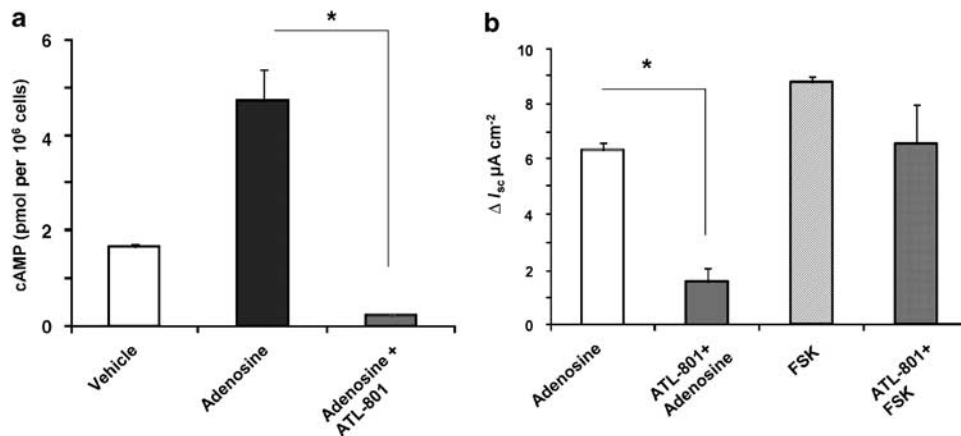 a
*
6
4
2
0
cAMP (pmol per 10⁶ cells)
Vehicle
Adenosine
Adenosine +
ATL-801
b
*
10
8
6
4
2
0
Δ Isc µA cm⁻²
Adenosine
ATL-801+
Adenosine
FSK
ATL-801+
FSK